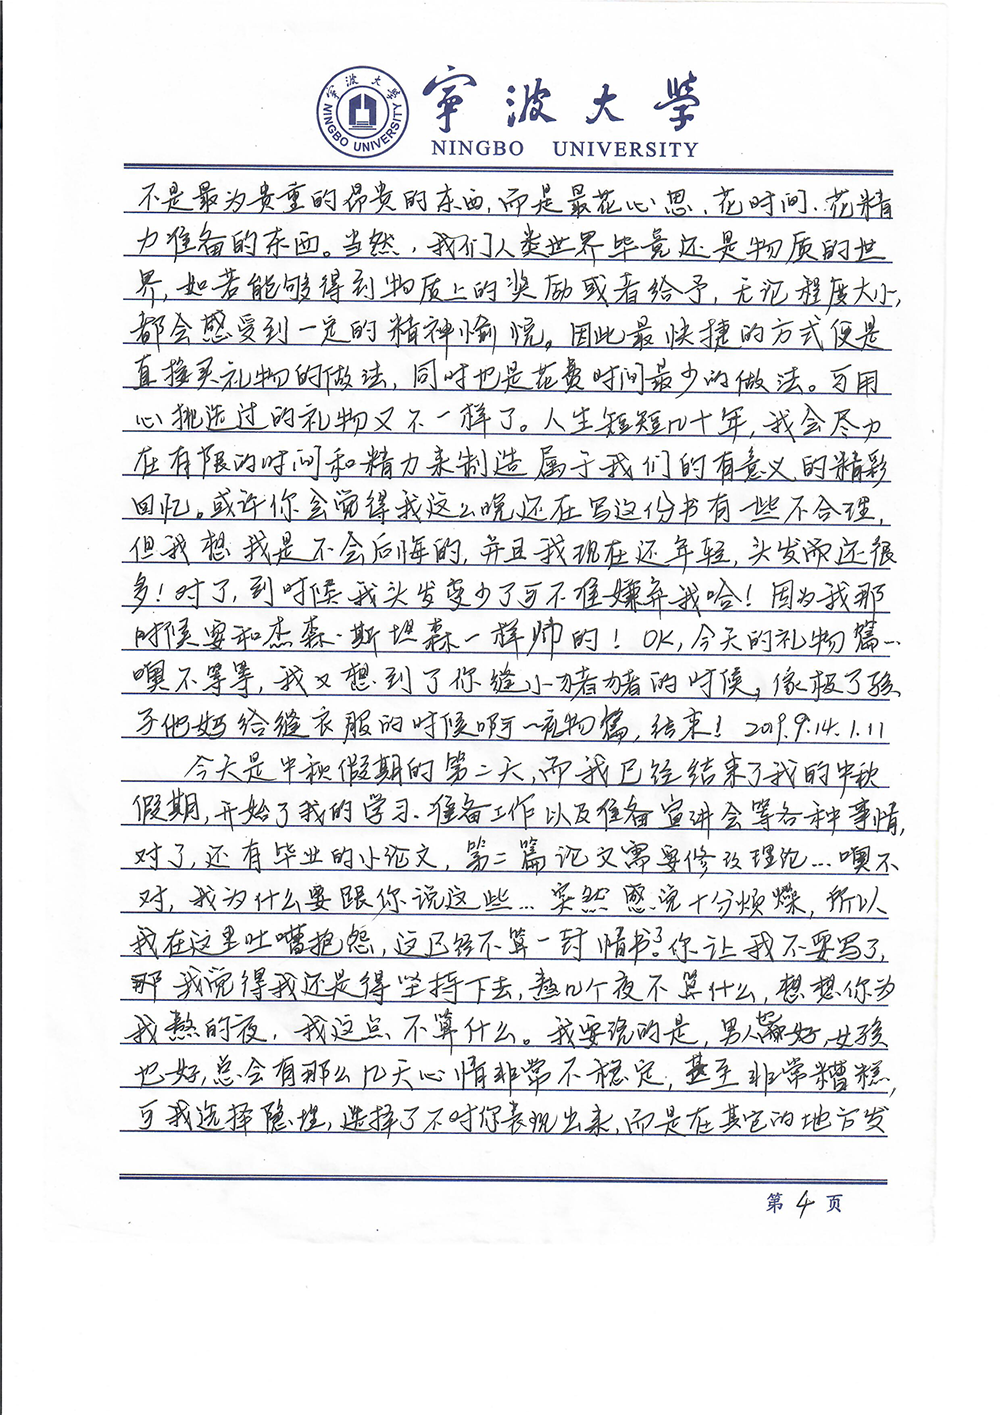 宁波大学
NINGBO UNIVERSITY
宁波大学
NINGBO UNIVERSITY
不是最为贵重的昂贵的东西，而是最花心思、花时间、花精
力准备的东西。当然，我们人类世界毕竟还是物质的世
界，如若能够得到物质上的奖励或者给予，无论程度大小，
都会感受到一定的精神愉悦。因此最快捷的方式便是
直接买礼物的做法，同时也是花费时间最少的做法。可用
心挑选过的礼物又不一样了。人生短短几十年，我会尽力
在有限的时间和精力来制造属于我们的有意义的精彩
回忆。或许你会觉得我这么晚还在写这份书有一些不合理，
但我想我是不会后悔的，并且我现在还年轻，头发而还很
多！对了，到时候我头发变少了可不准嫌弃我哈！因为我那
时候要和杰森·斯坦森一样帅的！OK，今天的礼物篇…
噢不等等，我又想到了你缝小猪猪的时候，像极了孩
子他妈给缝衣服的时候啊—礼物篇，结束！2019.9.14.1.11
今天是中秋假期的第二天，而我已经结束了我的中秋
假期，开始了我的学习、准备工作以及准备宣讲会等各种事情，
对了，还有毕业的小论文，第二篇论文需要修改理论…噢不
对，我为什么要跟你说这些…突然感觉十分烦燥，所以
我在这里吐嘈抱怨，这已经不算一封情书了。你让我不要写了，
那我觉得我还是得坚持下去，熬几个夜不算什么，想想你为
我熬的夜，我这点不算什么。我要说的是，男人也好，女孩
也好，总会有那么几天心情非常不稳定，甚至非常糟糕，
可我选择隐埋，选择了不对你表现出来，而是在其它的地方发
第4页